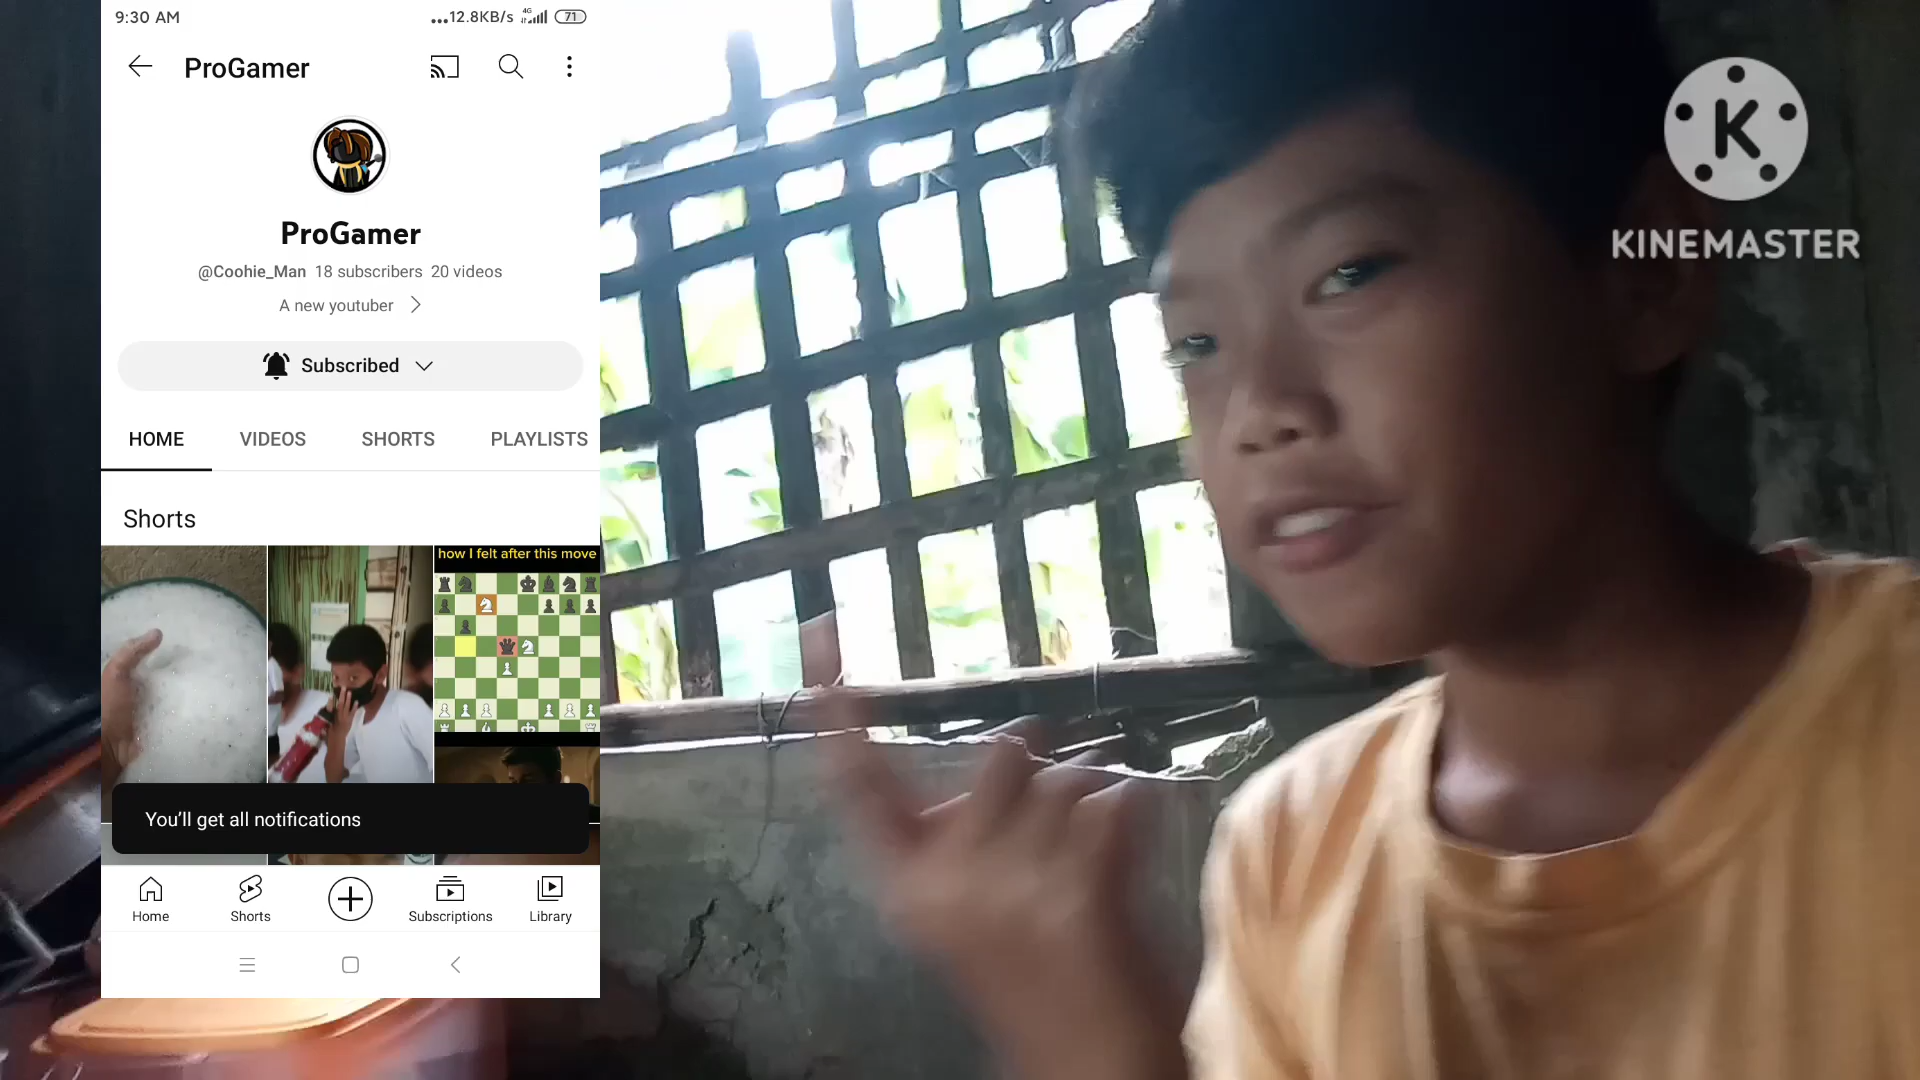 9:30 AM
...12.8KB/s 4G 71
ProGamer
ProGamer
@Coohie_Man 18 subscribers 20 videos
A new youtuber
Subscribed
HOME VIDEOS SHORTS PLAYLISTS
Shorts
how I felt after this move
You'll get all notifications
Home Shorts Subscriptions Library
K
KINEMASTER